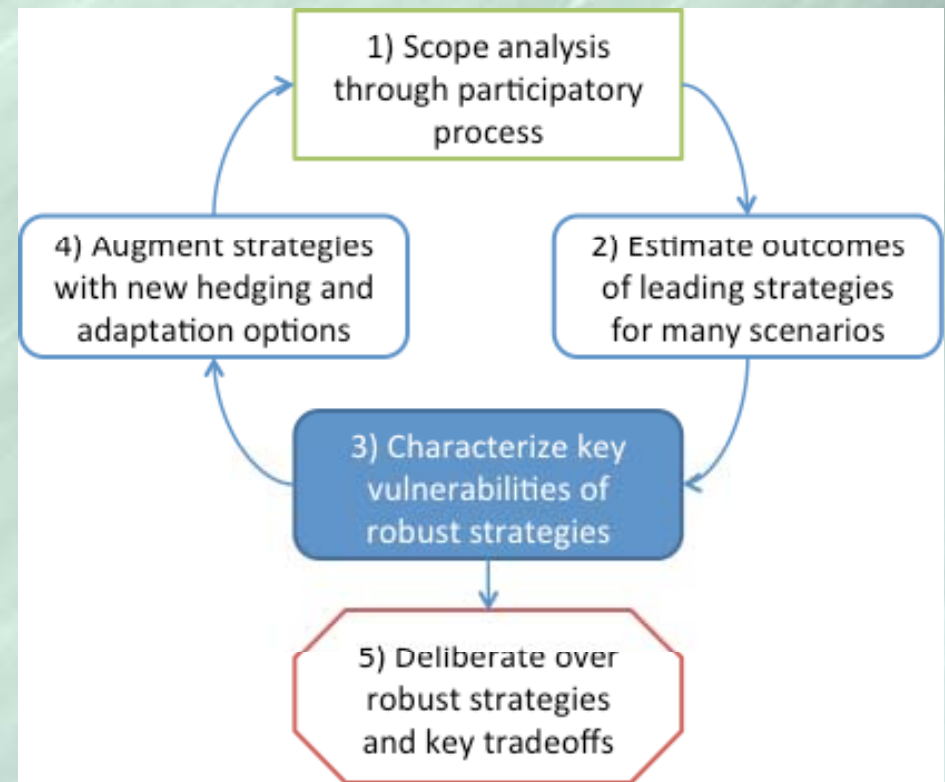 1) Scope analysis
through participatory
process
4) Augment strategies
with new hedging and
adaptation options
2) Estimate outcomes
of leading strategies
for many scenarios
3) Characterize key
vulnerabilities of
robust strategies
5) Deliberate over
robust strategies
and key tradeoffs